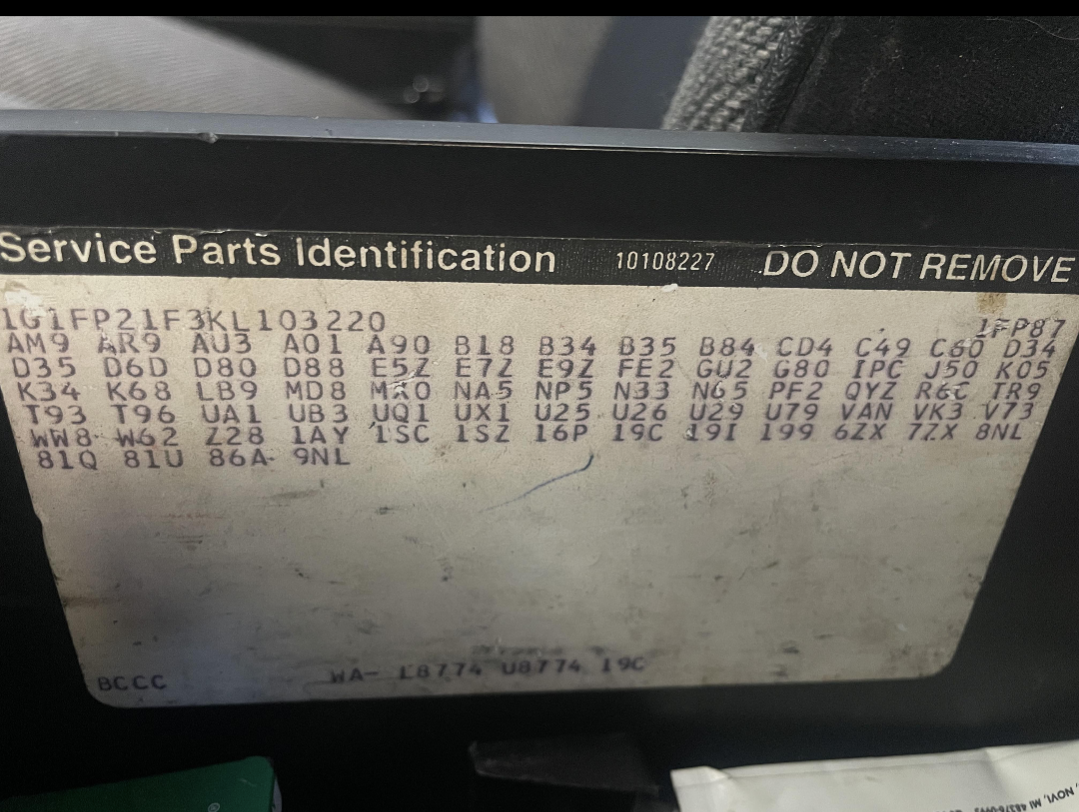 Service Parts Identification 10108227 DO NOT REMOVE
1G1FP21F3KL103220 1FP87
AM9 AR9 AU3 A01 A90 B18 B34 B35 B84 CD4 C49 C60 D34
D35 D6D D80 D88 E5Z E7Z E9Z FE2 GU2 G80 IPC J50 K05
K34 K68 LB9 MD8 MX0 NA5 NP5 N33 N65 PF2 QYZ R6C TR9
T93 T96 UA1 UB3 UQ1 UX1 U25 U26 U29 U79 VAN VK3 V73
WW8 W62 Z28 1AY 1SC 1SZ 16P 19C 19I 199 6ZX 7ZX 8NL
81Q 81U 86A 9NL
BCCC WA- L8774 U8774 19C
NOVI, MI